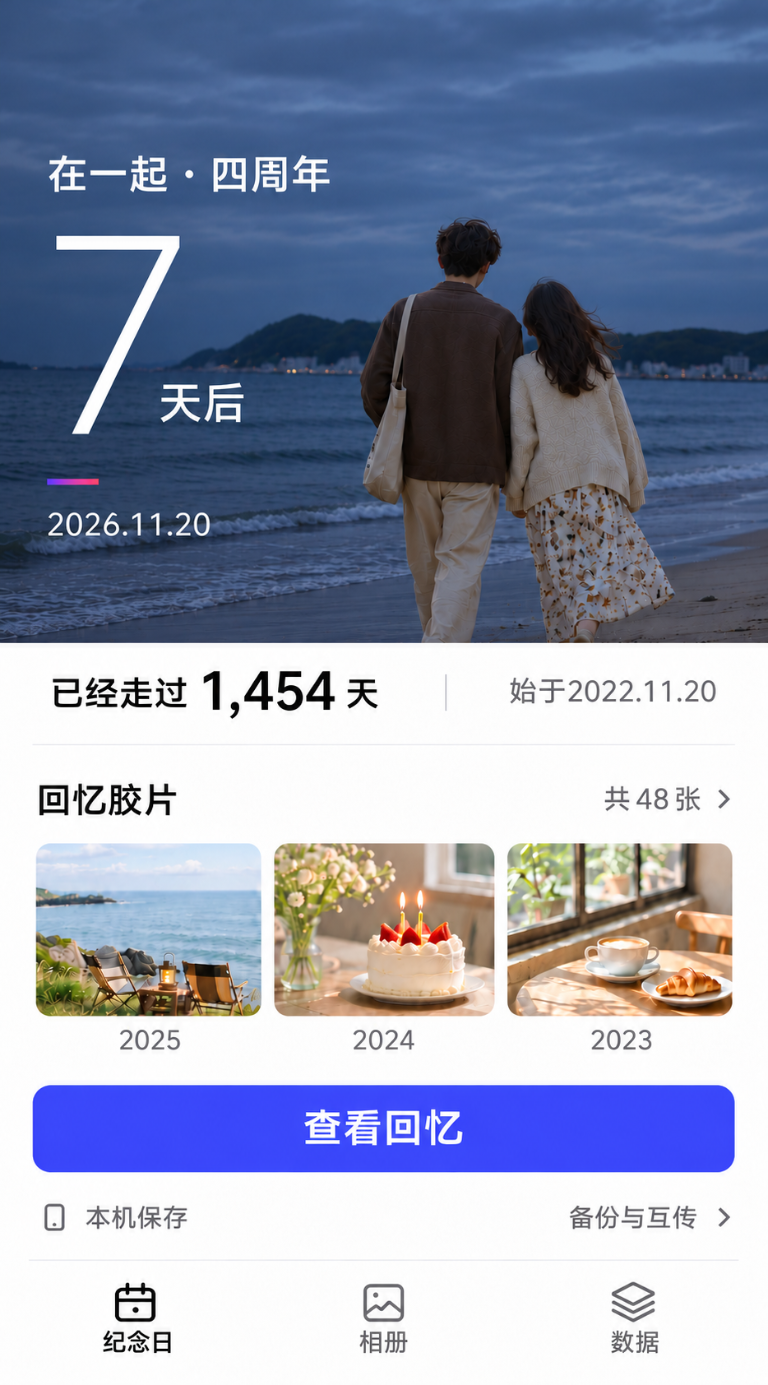 在一起·四周年
7天后
2026.11.20
已经走过 1,454 天
始于2022.11.20
回忆胶片
共48张
2025
2024
2023
查看回忆
本机保存
备份与互传
纪念日
相册
数据